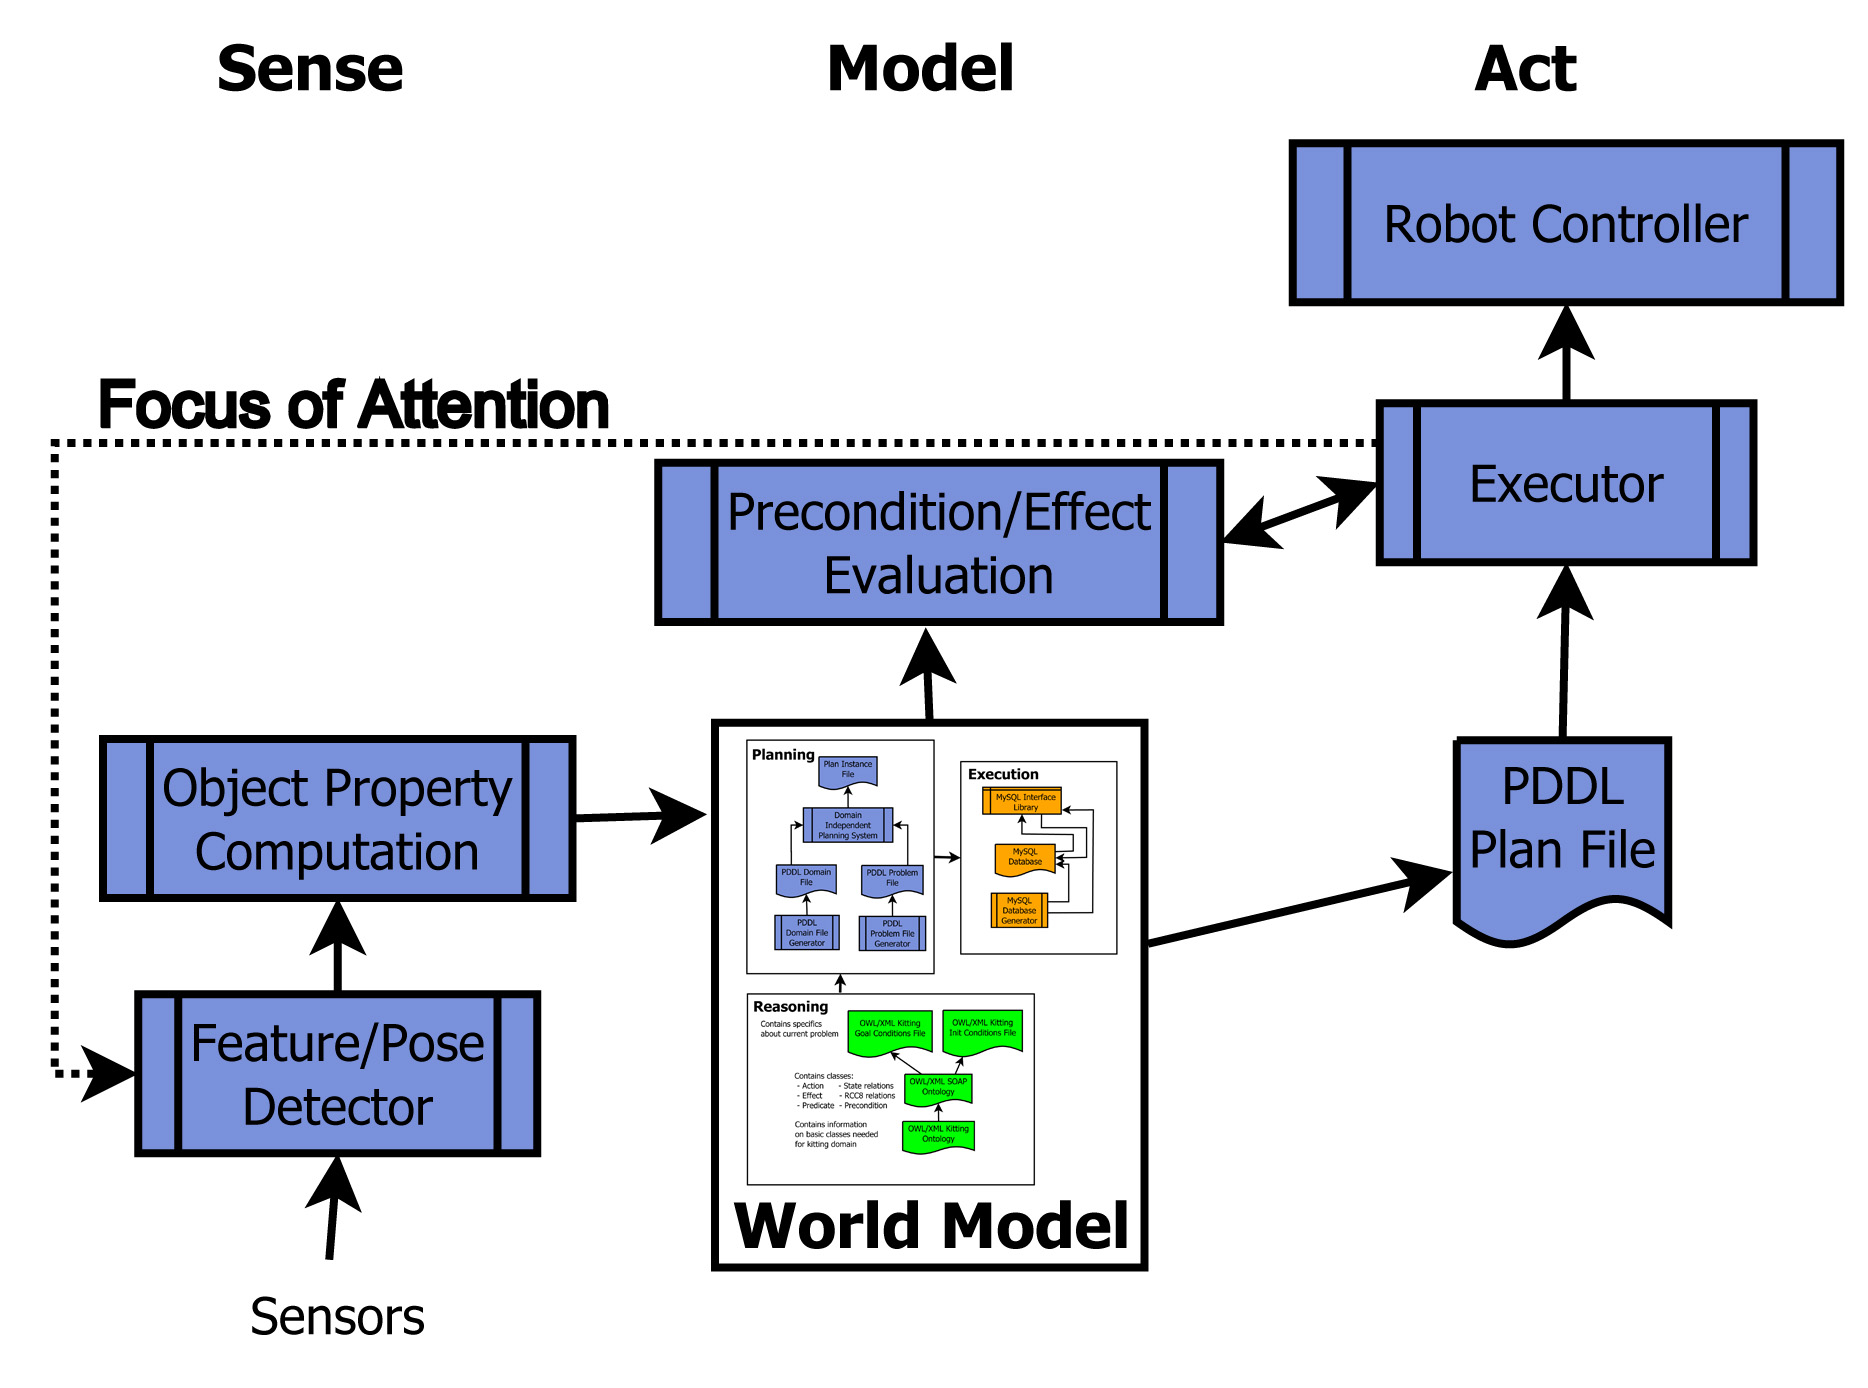 Sense
Model
Act
Robot Controller
Focus of Attention
Executor
Precondition/Effect
Evaluation
Object Property
Computation
PDDL
Plan File
Feature/Pose
Detector
Sensors
Planning
Plan Instance
File
Domain
Independent
Planning System
PDDL Domain
File
PDDL Problem
File
PDDL
Domain File
Generator
PDDL
Problem File
Generator
Execution
MySQL Interface
Library
MySQL
Database
MySQL
Database
Generator
Reasoning
Contains specifics
about current problem
OWL/XML Kitting
Goal Conditions File
OWL/XML Kitting
Init Conditions File
Contains classes:
- Action - State relations
- Effect - RCC8 relations
- Predicate - Precondition
OWL/XML SOAP
Ontology
Contains information
on basic classes needed
for kitting domain
OWL/XML Kitting
Ontology
World Model